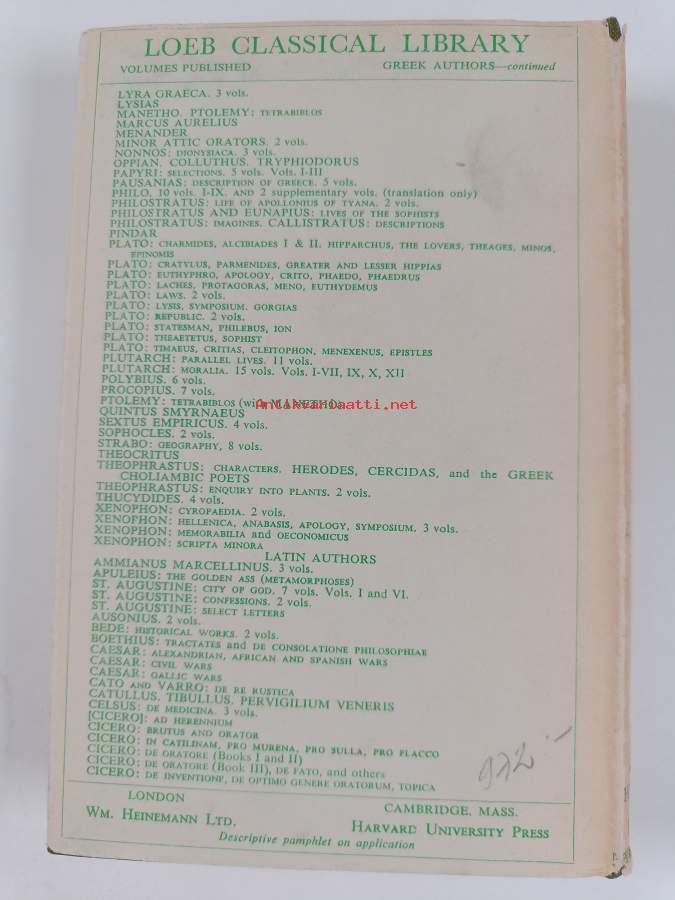 LOEB CLASSICAL LIBRARY
VOLUMES PUBLISHED GREEK AUTHORS—continued
LYRA GRAECA. 3 vols.
LYSIAS
MANETHO. PTOLEMY: TETRABIBLOS
MARCUS AURELIUS
MENANDER
MINOR ATTIC ORATORS. 2 vols.
NONNOS: DIONYSIACA. 3 vols.
OPPIAN. COLLUTHUS. TRYPHIODORUS
PAPYRI: SELECTIONS. 5 vols. Vols. I-III
PAUSANIAS: DESCRIPTION OF GREECE. 5 vols.
PHILO. 10 vols. I-IX. AND 2 supplementary vols. (translation only)
PHILOSTRATUS: LIFE OF APOLLONIUS OF TYANA. 2 vols.
PHILOSTRATUS AND EUNAPIUS: LIVES OF THE SOPHISTS
PHILOSTRATUS: IMAGINES. CALLISTRATUS: DESCRIPTIONS
PINDAR
PLATO: CHARMIDES, ALCIBIADES I & II. HIPPARCHUS, THE LOVERS, THEAGES, MINOS,
EPINOMIS
PLATO: CRATYLUS, PARMENIDES, GREATER AND LESSER HIPPIAS
PLATO: EUTHYPHRO, APOLOGY, CRITO, PHAEDO, PHAEDRUS
PLATO: LACHES, PROTAGORAS, MENO, EUTHYDEMUS
PLATO: LAWS. 2 vols.
PLATO: LYSIS, SYMPOSIUM. GORGIAS
PLATO: REPUBLIC. 2 vols.
PLATO: STATESMAN, PHILEBUS, ION
PLATO: THEAETETUS, SOPHIST
PLATO: TIMAEUS, CRITIAS, CLEITOPHON, MENEXENUS, EPISTLES
PLUTARCH: PARALLEL LIVES. 11 vols.
PLUTARCH: MORALIA. 15 vols. Vols. I-VII, IX, X, XII
POLYBIUS. 6 vols.
PROCOPIUS. 7 vols.
PTOLEMY: TETRABIBLOS (with MANETHO)
Antikvariaatti.net
QUINTUS SMYRNAEUS
SEXTUS EMPIRICUS. 4 vols.
SOPHOCLES. 2 vols.
STRABO: GEOGRAPHY, 8 vols.
THEOCRITUS
THEOPHRASTUS: CHARACTERS. HERODES, CERCIDAS, and the GREEK
CHOLIAMBIC POETS
THEOPHRASTUS: ENQUIRY INTO PLANTS. 2 vols.
THUCYDIDES. 4 vols.
XENOPHON: CYROPAEDIA. 2 vols.
XENOPHON: HELLENICA, ANABASIS, APOLOGY, SYMPOSIUM. 3 vols.
XENOPHON: MEMORABILIA and OECONOMICUS
XENOPHON: SCRIPTA MINORA
LATIN AUTHORS
AMMIANUS MARCELLINUS. 3 vols.
APULEIUS: THE GOLDEN ASS (METAMORPHOSES)
ST. AUGUSTINE: CITY OF GOD. 7 vols. Vols. I and VI.
ST. AUGUSTINE: CONFESSIONS. 2 vols.
ST. AUGUSTINE: SELECT LETTERS
AUSONIUS. 2 vols.
BEDE: HISTORICAL WORKS. 2 vols.
BOETHIUS: TRACTATES and DE CONSOLATIONE PHILOSOPHIAE
CAESAR: ALEXANDRIAN, AFRICAN AND SPANISH WARS
CAESAR: CIVIL WARS
CAESAR: GALLIC WARS
CATO AND VARRO: DE RE RUSTICA
CATULLUS. TIBULLUS. PERVIGILIUM VENERIS
CELSUS: DE MEDICINA. 3 vols.
[CICERO]: AD HERENNIUM
CICERO: BRUTUS AND ORATOR
CICERO: IN CATILINAM, PRO MURENA, PRO SULLA, PRO FLACCO
CICERO: DE ORATORE (Books I and II)
CICERO: DE ORATORE (Book III), DE FATO, and others
CICERO: DE INVENTIONE, DE OPTIMO GENERE ORATORUM, TOPICA
LONDON CAMBRIDGE, MASS.
WM. HEINEMANN LTD. HARVARD UNIVERSITY PRESS
Descriptive pamphlet on application